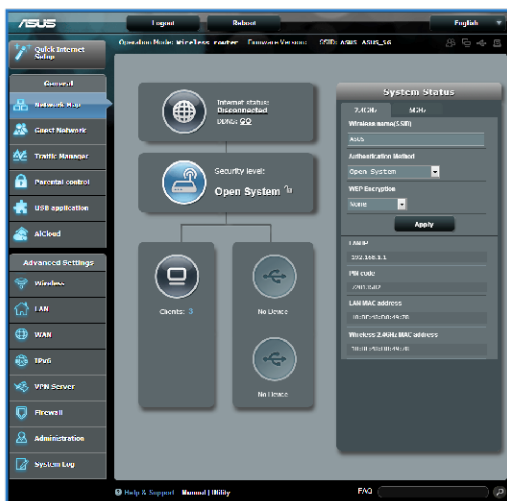 ASUS
Logout
Reboot
English
Operation Mode: Wireless router Firmware Version: SSID: ASUS ASUS_5G
Quick Internet
Setup
General
Network Map
Guest Network
Traffic Manager
Parental control
USB application
AiCloud
Advanced Settings
Wireless
LAN
WAN
IPv6
VPN Server
Firewall
Administration
System Log
Internet status:
Disconnected
DDNS: GO
Security level:
Open System
Clients: 3
No Device
No Device
System Status
2.4GHz
5GHz
Wireless name(SSID)
ASUS
Authentication Method
Open System
WEP Encryption
None
Apply
LAN IP
192.168.1.1
PIN code
LAN MAC address
Wireless 2.4GHz MAC address
Help & Support Manual | Utility
FAQ